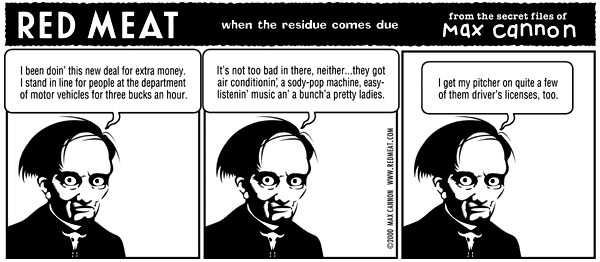 RED MEAT
when the residue comes due
from the secret files of
Max cannon
I been doin' this new deal for extra money.
I stand in line for people at the department
of motor vehicles for three bucks an hour.
It's not too bad in there, neither...they got
air conditionin', a sody-pop machine, easy-
listenin' music an' a bunch'a pretty ladies.
©2000 MAX CANNON WWW.REDMEAT.COM
I get my pitcher on quite a few
of them driver's licenses, too.